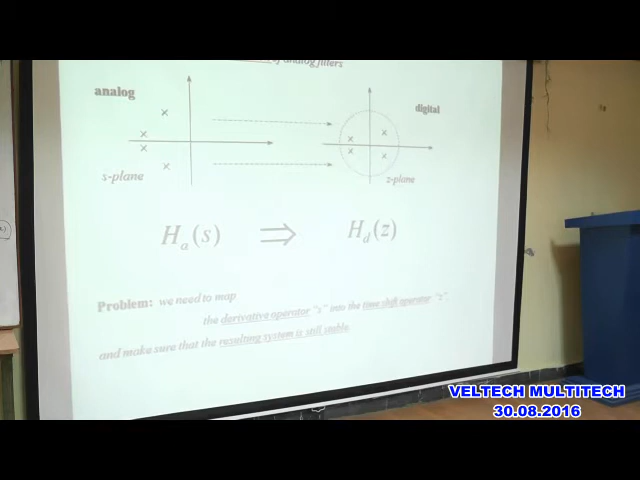 of analog filters
analog
digital
s-plane
z-plane
Hₐ(s) ⇒ H_d(z)
Problem: we need to map
the derivative operator "s" into the time shift operator "z"
and make sure that the resulting system is still stable.
VELTECH MULTITECH
30.08.2016